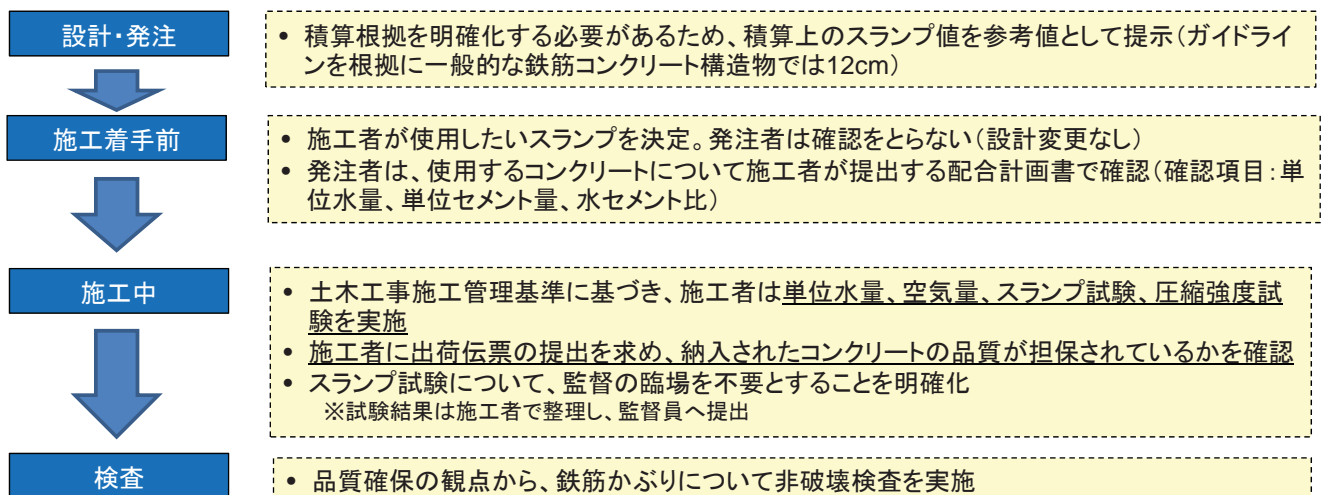 設計・発注
• 積算根拠を明確化する必要があるため、積算上のスランプ値を参考値として提示（ガイドライ
ンを根拠に一般的な鉄筋コンクリート構造物では12cm）
施工着手前
• 施工者が使用したいスランプを決定。発注者は確認をとらない（設計変更なし）
• 発注者は、使用するコンクリートについて施工者が提出する配合計画書で確認（確認項目：単
位水量、単位セメント量、水セメント比）
施工中
• 土木工事施工管理基準に基づき、施工者は単位水量、空気量、スランプ試験、圧縮強度試
験を実施
• 施工者に出荷伝票の提出を求め、納入されたコンクリートの品質が担保されているかを確認
• スランプ試験について、監督の臨場を不要とすることを明確化
※試験結果は施工者で整理し、監督員へ提出
検査
• 品質確保の観点から、鉄筋かぶりについて非破壊検査を実施